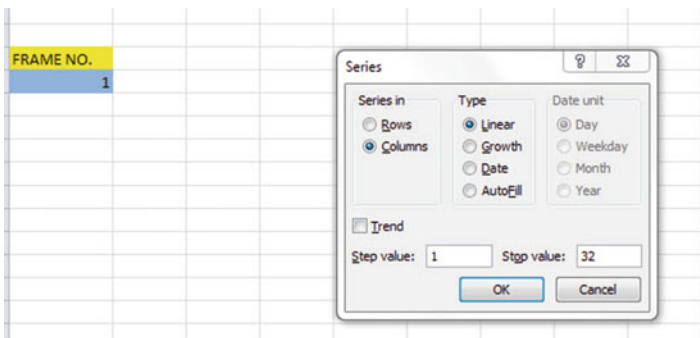 FRAME NO.
1
Series
Series in
Rows
Columns
Type
Linear
Growth
Date
AutoFill
Date unit
Day
Weekday
Month
Year
Trend
Step value: 1
Stop value: 32
OK
Cancel